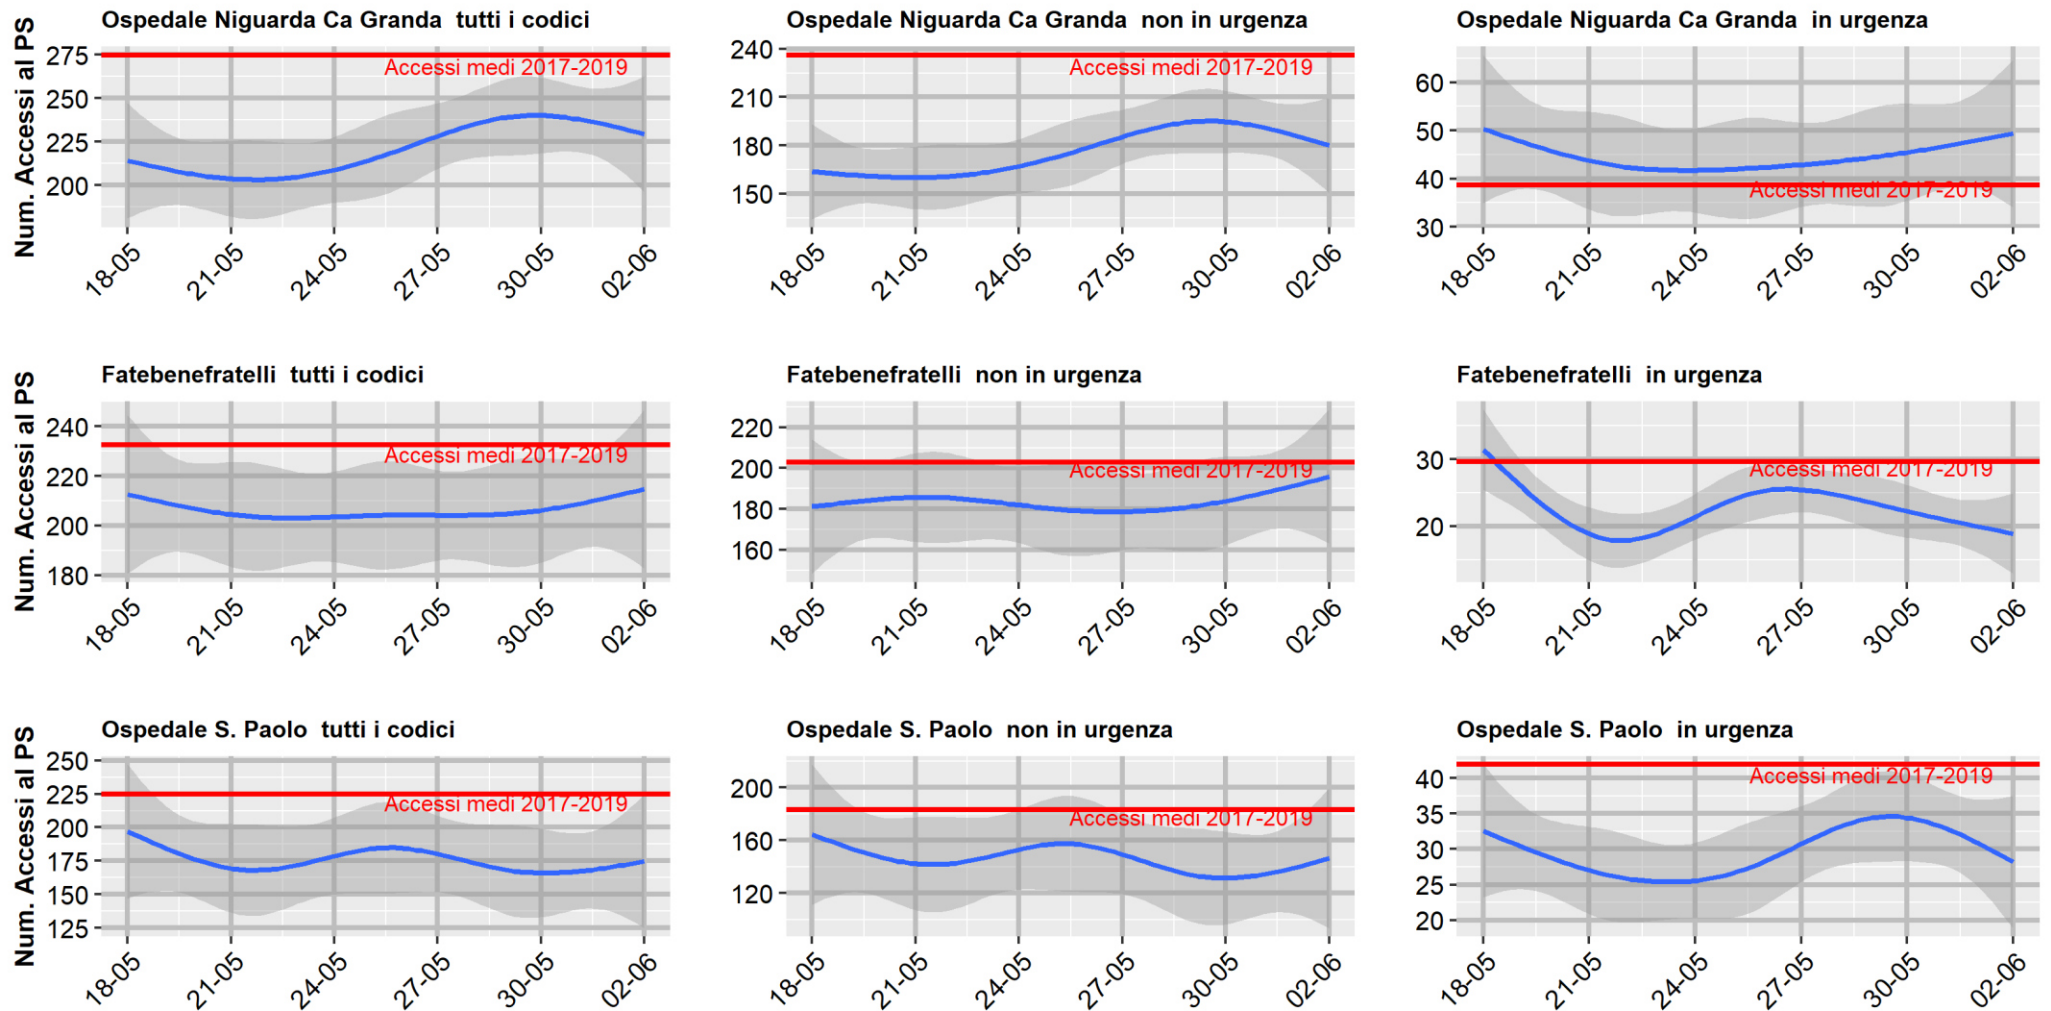 Ospedale Niguarda Ca Granda  tutti i codici
Num. Accessi al PS
275
250
225
200
Accessi medi 2017-2019
18-05 21-05 24-05 27-05 30-05 02-06
Ospedale Niguarda Ca Granda  non in urgenza
240
210
180
150
Accessi medi 2017-2019
18-05 21-05 24-05 27-05 30-05 02-06
Ospedale Niguarda Ca Granda  in urgenza
60
50
40
30
Accessi medi 2017-2019
18-05 21-05 24-05 27-05 30-05 02-06
Fatebenefratelli  tutti i codici
Num. Accessi al PS
240
220
200
180
Accessi medi 2017-2019
18-05 21-05 24-05 27-05 30-05 02-06
Fatebenefratelli  non in urgenza
220
200
180
160
Accessi medi 2017-2019
18-05 21-05 24-05 27-05 30-05 02-06
Fatebenefratelli  in urgenza
30
20
Accessi medi 2017-2019
18-05 21-05 24-05 27-05 30-05 02-06
Ospedale S. Paolo  tutti i codici
Num. Accessi al PS
250
225
200
175
150
125
Accessi medi 2017-2019
18-05 21-05 24-05 27-05 30-05 02-06
Ospedale S. Paolo  non in urgenza
200
160
120
Accessi medi 2017-2019
18-05 21-05 24-05 27-05 30-05 02-06
Ospedale S. Paolo  in urgenza
40
35
30
25
20
Accessi medi 2017-2019
18-05 21-05 24-05 27-05 30-05 02-06